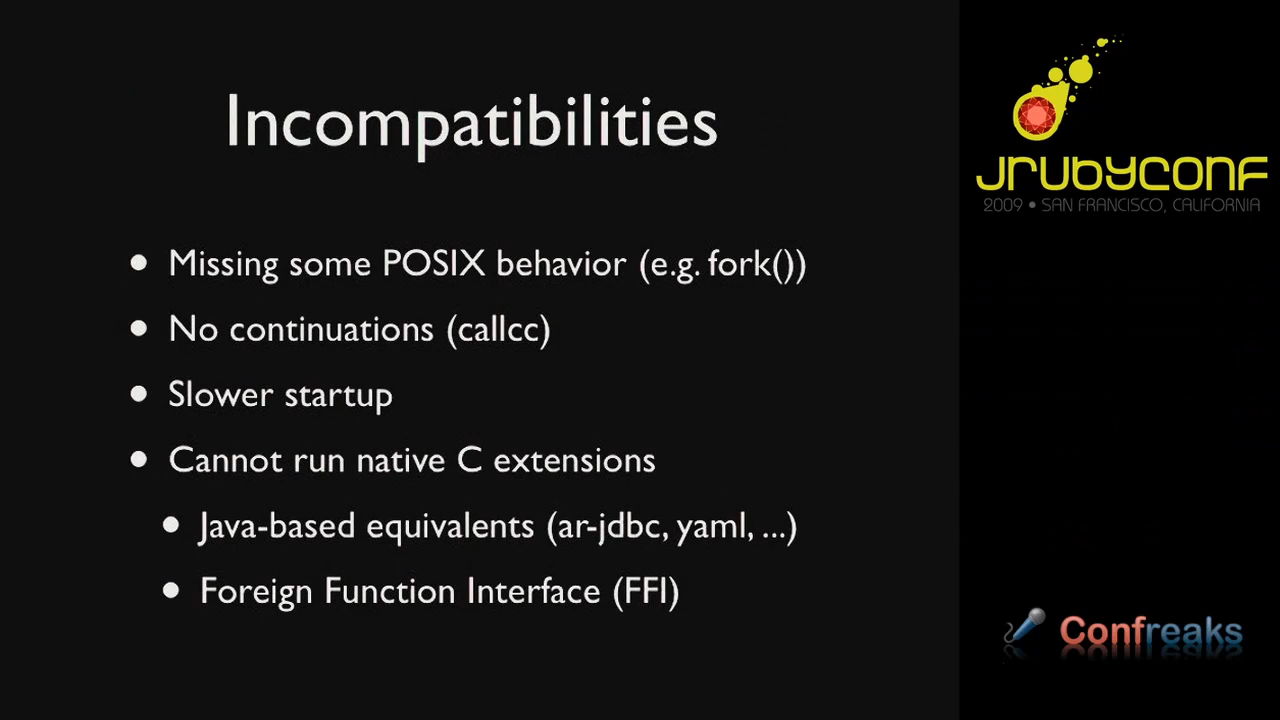 Incompatibilities
• Missing some POSIX behavior (e.g. fork())
• No continuations (callcc)
• Slower startup
• Cannot run native C extensions
• Java-based equivalents (ar-jdbc, yaml, ...)
• Foreign Function Interface (FFI)
JRubyConf
2009 • SAN FRANCISCO, CALIFORNIA
Confreaks